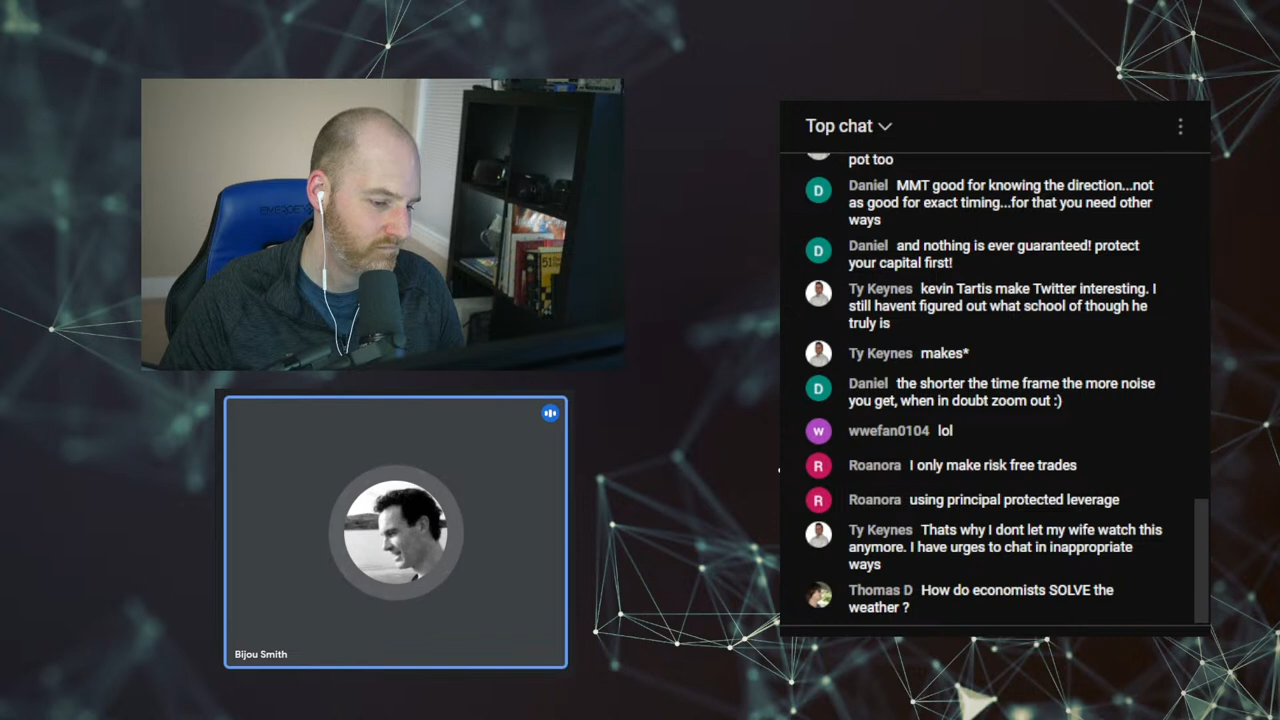 Top chat
pot too
Daniel MMT good for knowing the direction...not
as good for exact timing...for that you need other
ways
Daniel and nothing is ever guaranteed! protect
your capital first!
Ty Keynes kevin Tartis make Twitter interesting. I
still havent figured out what school of though he
truly is
Ty Keynes makes*
Daniel the shorter the time frame the more noise
you get, when in doubt zoom out :)
wwefan0104 lol
Roanora I only make risk free trades
Roanora using principal protected leverage
Ty Keynes Thats why I dont let my wife watch this
anymore. I have urges to chat in inappropriate
ways
Thomas D How do economists SOLVE the
weather ?
D
D
D
w
R
R
51
Bijou Smith